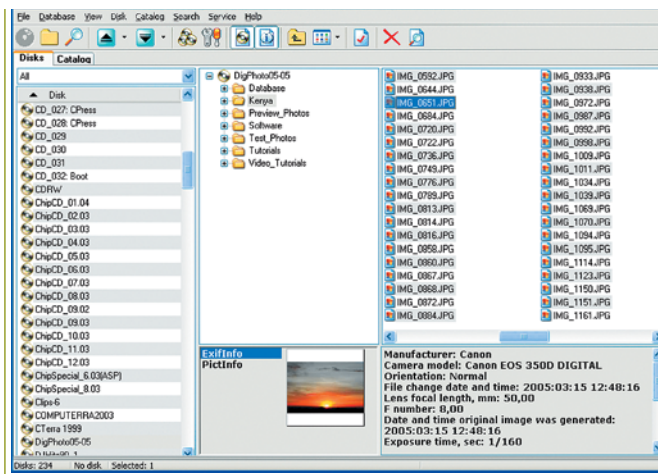 File Database View Disk Catalog Search Service Help
Disks Catalog
All
Disk
CD_027: CPress
CD_028: CPress
CD_029
CD_030
CD_031
CD_032: Boot
CDRW
ChipCD_01.04
ChipCD_02.03
ChipCD_03.03
ChipCD_04.03
ChipCD_05.03
ChipCD_06.03
ChipCD_07.03
ChipCD_08.03
ChipCD_09.02
ChipCD_09.03
ChipCD_10.03
ChipCD_11.03
ChipCD_12.03
ChipSpecial_6.03(ASP)
ChipSpecial_8.03
Clips-6
COMPUTERRA2003
CTerra 1999
DigPhoto05-05
DigPhoto05-05
Database
Kenya
Preview_Photos
Software
Test_Photos
Tutorials
Video_Tutorials
IMG_0592.JPG
IMG_0644.JPG
IMG_0651.JPG
IMG_0684.JPG
IMG_0720.JPG
IMG_0722.JPG
IMG_0736.JPG
IMG_0749.JPG
IMG_0776.JPG
IMG_0789.JPG
IMG_0813.JPG
IMG_0814.JPG
IMG_0816.JPG
IMG_0858.JPG
IMG_0860.JPG
IMG_0867.JPG
IMG_0868.JPG
IMG_0872.JPG
IMG_0884.JPG
IMG_0933.JPG
IMG_0938.JPG
IMG_0972.JPG
IMG_0987.JPG
IMG_0992.JPG
IMG_0998.JPG
IMG_1009.JPG
IMG_1011.JPG
IMG_1034.JPG
IMG_1039.JPG
IMG_1069.JPG
IMG_1070.JPG
IMG_1094.JPG
IMG_1095.JPG
IMG_1114.JPG
IMG_1123.JPG
IMG_1150.JPG
IMG_1151.JPG
IMG_1161.JPG
ExifInfo
PictInfo
Manufacturer: Canon
Camera model: Canon EOS 350D DIGITAL
Orientation: Normal
File change date and time: 2005:03:15 12:48:16
Lens focal length, mm: 50,00
F number: 8,00
Date and time original image was generated:
2005:03:15 12:48:16
Exposure time, sec: 1/160
Disks: 234 No disk Selected: 1